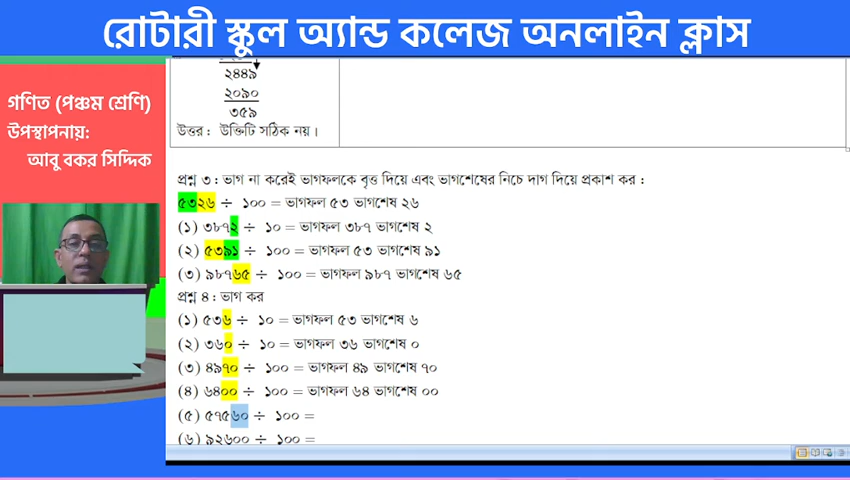 রোটারী স্কুল অ্যান্ড কলেজ অনলাইন ক্লাস
গণিত (পঞ্চম শ্রেণি)
উপস্থাপনায়:
আবু বকর সিদ্দিক
২৪৪৯
২০৯০
৩৫৯
উত্তর : উক্তিটি সঠিক নয়।
প্রশ্ন ৩ : ভাগ না করেই ভাগফলকে বৃত্ত দিয়ে এবং ভাগশেষের নিচে দাগ দিয়ে প্রকাশ কর :
৫৩২৬ ÷ ১০০ = ভাগফল ৫৩ ভাগশেষ ২৬
(১) ৩৮৭২ ÷ ১০ = ভাগফল ৩৮৭ ভাগশেষ ২
(২) ৫৩৯১ ÷ ১০০ = ভাগফল ৫৩ ভাগশেষ ৯১
(৩) ৯৮৭৬৫ ÷ ১০০ = ভাগফল ৯৮৭ ভাগশেষ ৬৫
প্রশ্ন ৪ : ভাগ কর
(১) ৫৩৬ ÷ ১০ = ভাগফল ৫৩ ভাগশেষ ৬
(২) ৩৬০ ÷ ১০ = ভাগফল ৩৬ ভাগশেষ ০
(৩) ৪৯৭০ ÷ ১০০ = ভাগফল ৪৯ ভাগশেষ ৭০
(৪) ৬৪০০ ÷ ১০০ = ভাগফল ৬৪ ভাগশেষ ০০
(৫) ৫৭৫৬০ ÷ ১০০ =
(৬) ৯২৬০০ ÷ ১০০ =